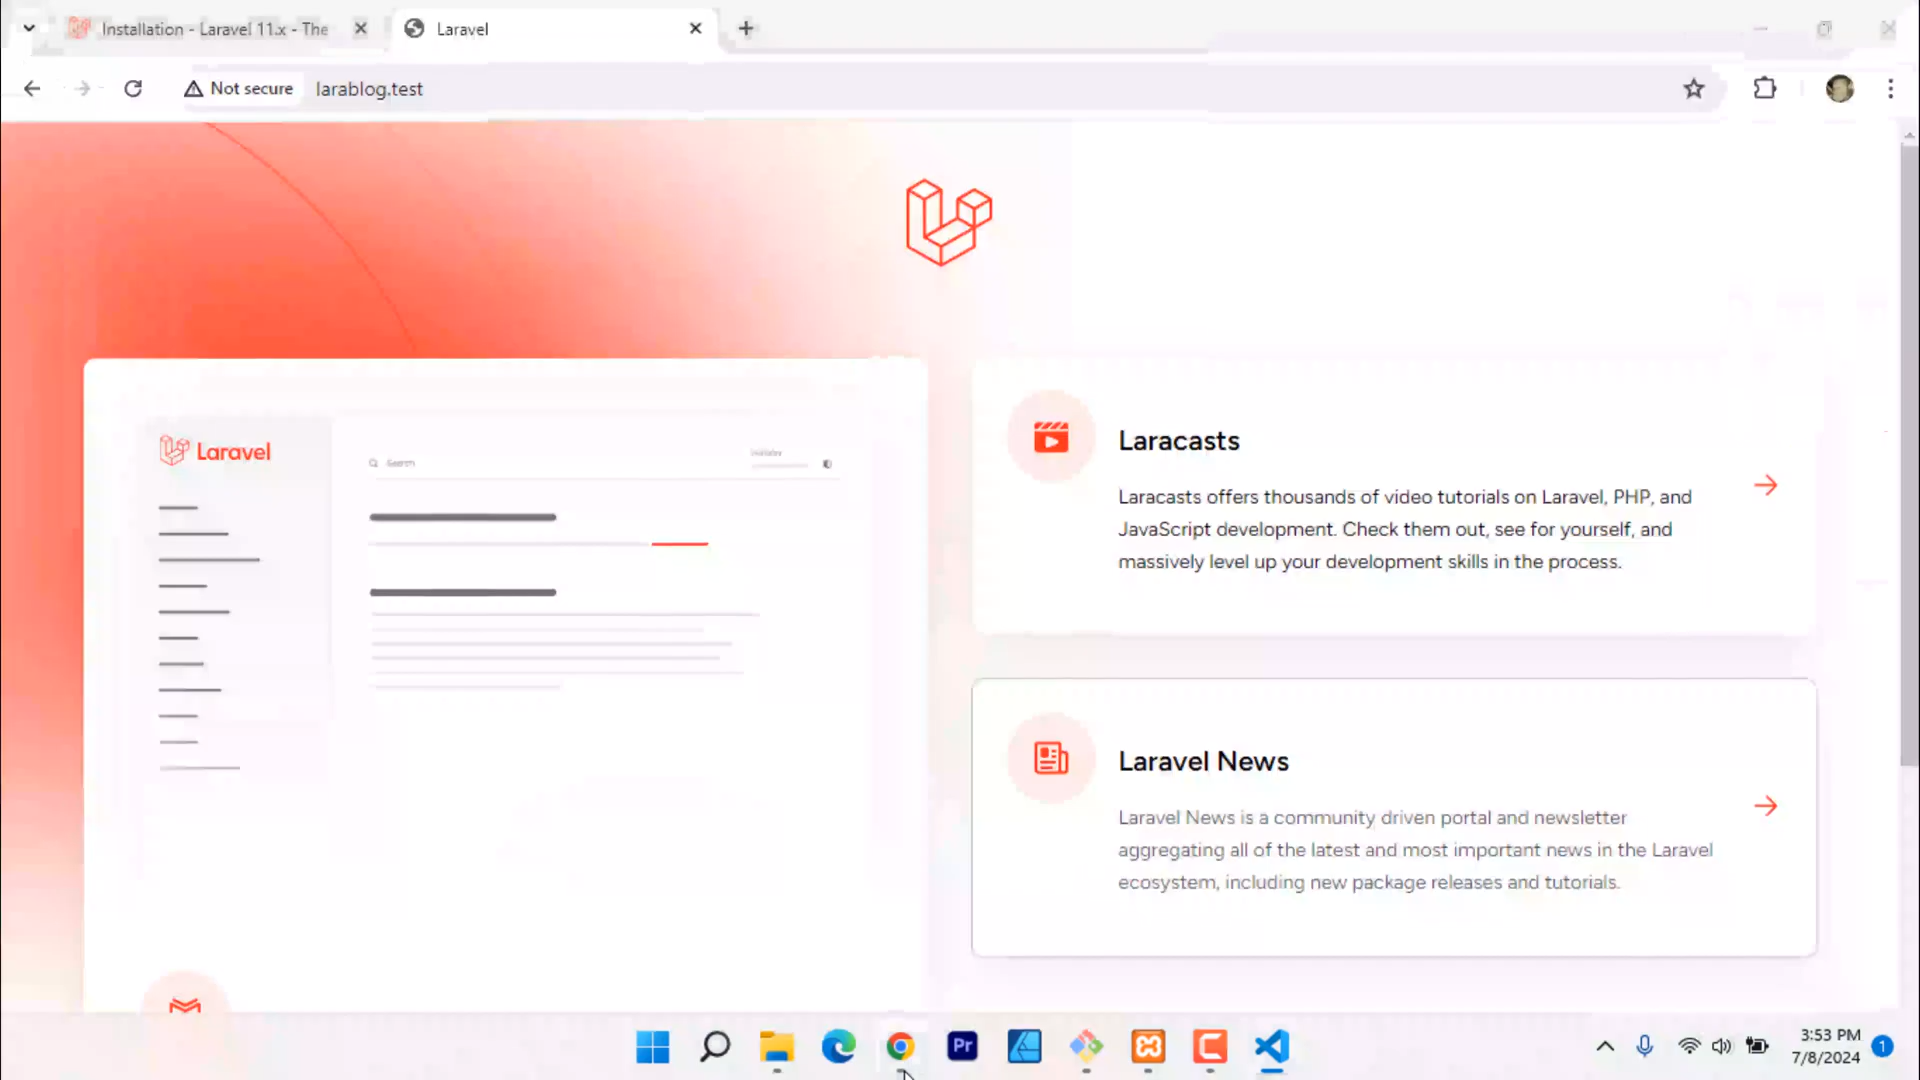 Installation - Laravel 11.x - The
Laravel
Not secure
larablog.test
Laravel
Search
Laracasts
Laracasts offers thousands of video tutorials on Laravel, PHP, and
JavaScript development. Check them out, see for yourself, and
massively level up your development skills in the process.
Laravel News
Laravel News is a community driven portal and newsletter
aggregating all of the latest and most important news in the Laravel
ecosystem, including new package releases and tutorials.
Pr
3:53 PM
7/8/2024
1